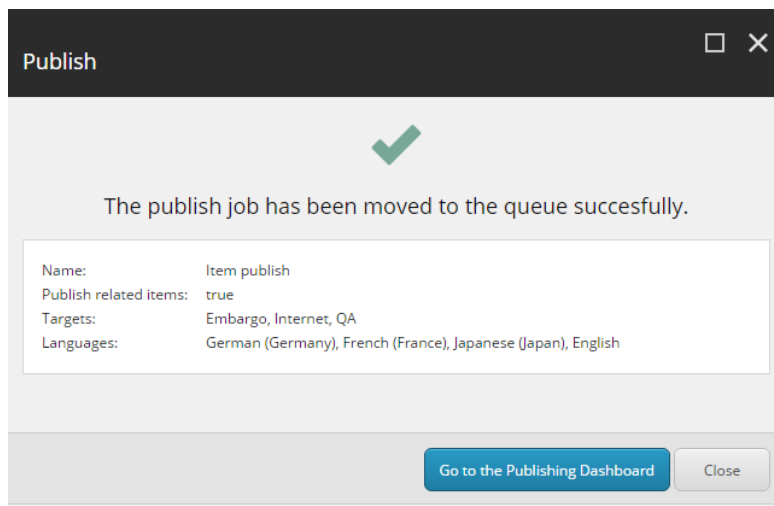 Publish
The publish job has been moved to the queue succesfully.
Name: Item publish
Publish related items: true
Targets: Embargo, Internet, QA
Languages: German (Germany), French (France), Japanese (Japan), English
Go to the Publishing Dashboard Close